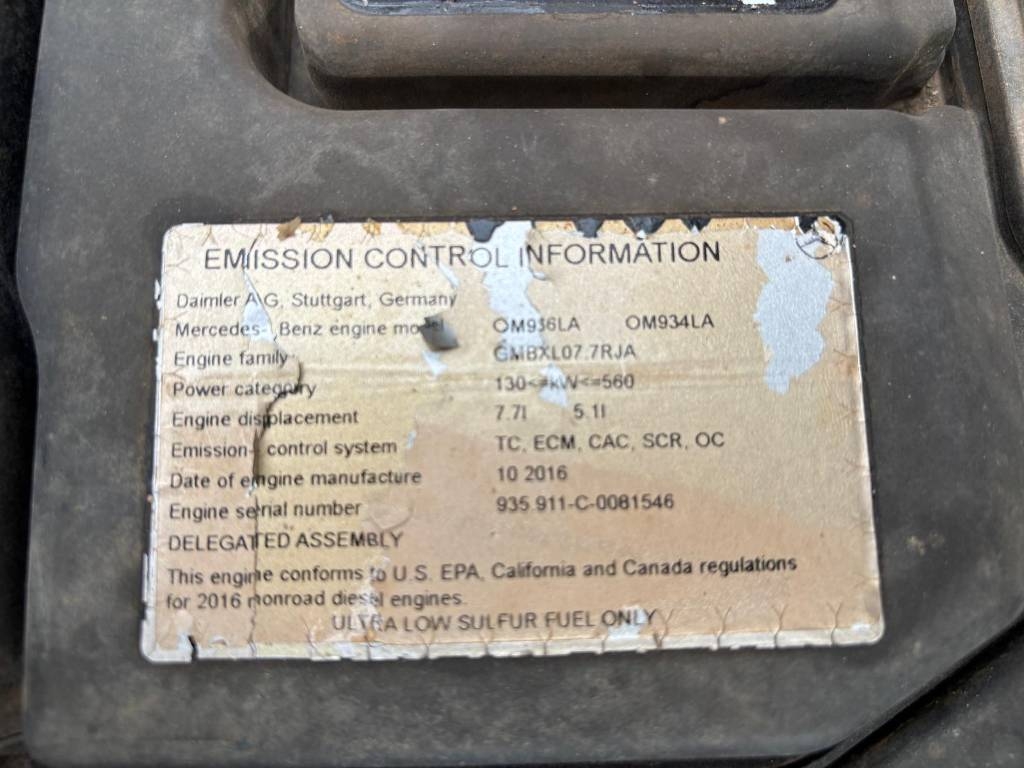 EMISSION CONTROL INFORMATION
Daimler AG, Stuttgart, Germany
Mercedes-Benz engine model OM936LA OM934LA
Engine family GMBXL07.7RJA
Power category 130<=kW<=560
Engine displacement 7.7l 5.1l
Emission-control system TC, ECM, CAC, SCR, OC
Date of engine manufacture 10 2016
Engine serial number 935 911-C-0081546
DELEGATED ASSEMBLY
This engine conforms to U.S. EPA, California and Canada regulations
for 2016 nonroad diesel engines.
ULTRA LOW SULFUR FUEL ONLY